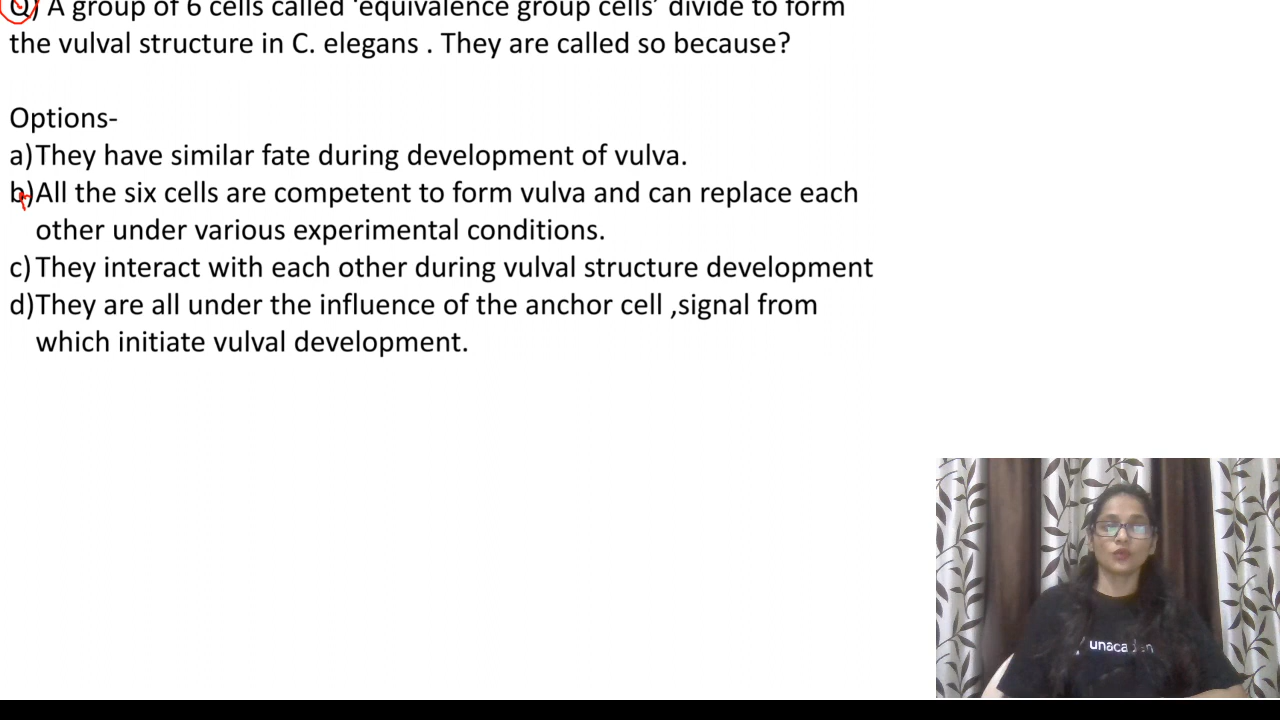 Q) A group of 6 cells called ‘equivalence group cells’ divide to form
the vulval structure in C. elegans . They are called so because?
Options-
a)They have similar fate during development of vulva.
b)All the six cells are competent to form vulva and can replace each
other under various experimental conditions.
c) They interact with each other during vulval structure development
d)They are all under the influence of the anchor cell ,signal from
which initiate vulval development.